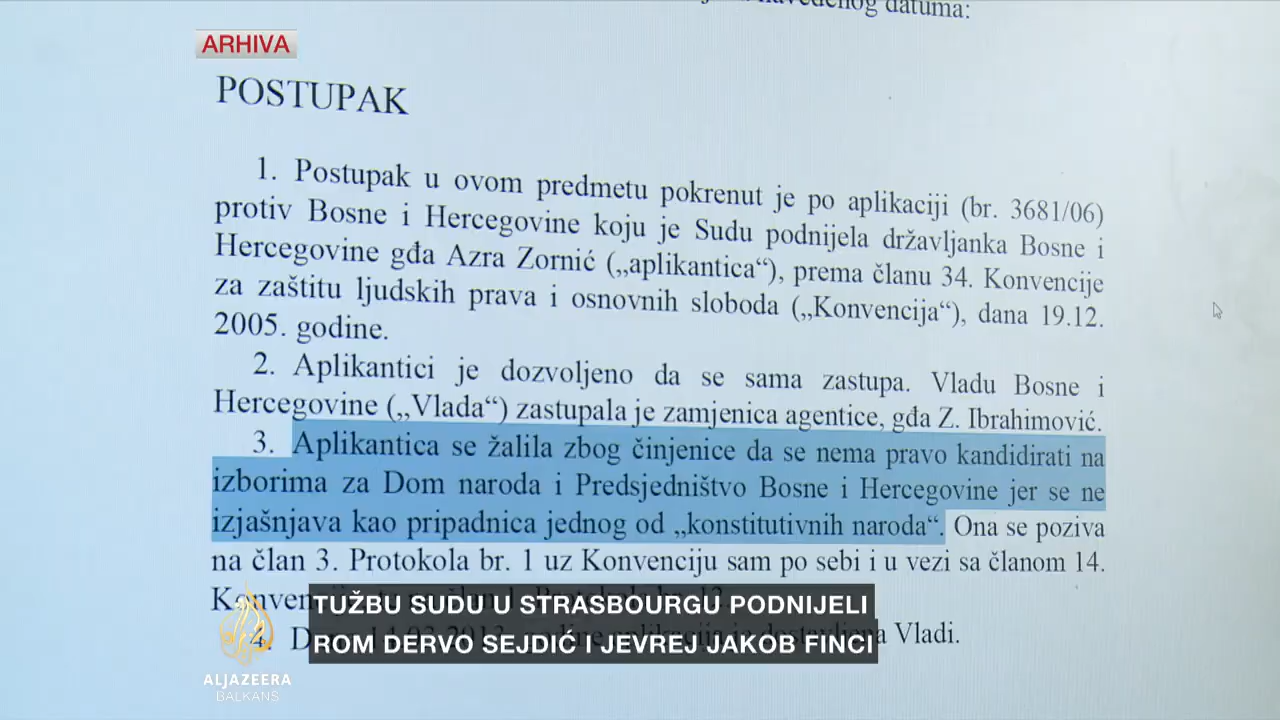 navedenog datuma:
ARHIVA
POSTUPAK
1. Postupak u ovom predmetu pokrenut je po aplikaciji (br. 3681/06)
protiv Bosne i Hercegovine koju je Sudu podnijela državljanka Bosne i
Hercegovine gđa Azra Zornić („aplikantica“), prema članu 34. Konvencije
za zaštitu ljudskih prava i osnovnih sloboda („Konvencija“), dana 19.12.
2005. godine.
2. Aplikantici je dozvoljeno da se sama zastupa. Vladu Bosne i
Hercegovine („Vlada“) zastupala je zamjenica agentice, gđa Z. Ibrahimović.
3. Aplikantica se žalila zbog činjenice da se nema pravo kandidirati na
izborima za Dom naroda i Predsjedništvo Bosne i Hercegovine jer se ne
izjašnjava kao pripadnica jednog od „konstitutivnih naroda“. Ona se poziva
na član 3. Protokola br. 1 uz Konvenciju sam po sebi i u vezi sa članom 14.
TUŽBU SUDU U STRASBOURGU PODNIJELI
4. Vladi.
ROM DERVO SEJDIĆ I JEVREJ JAKOB FINCI
ALJAZEERA
BALKANS